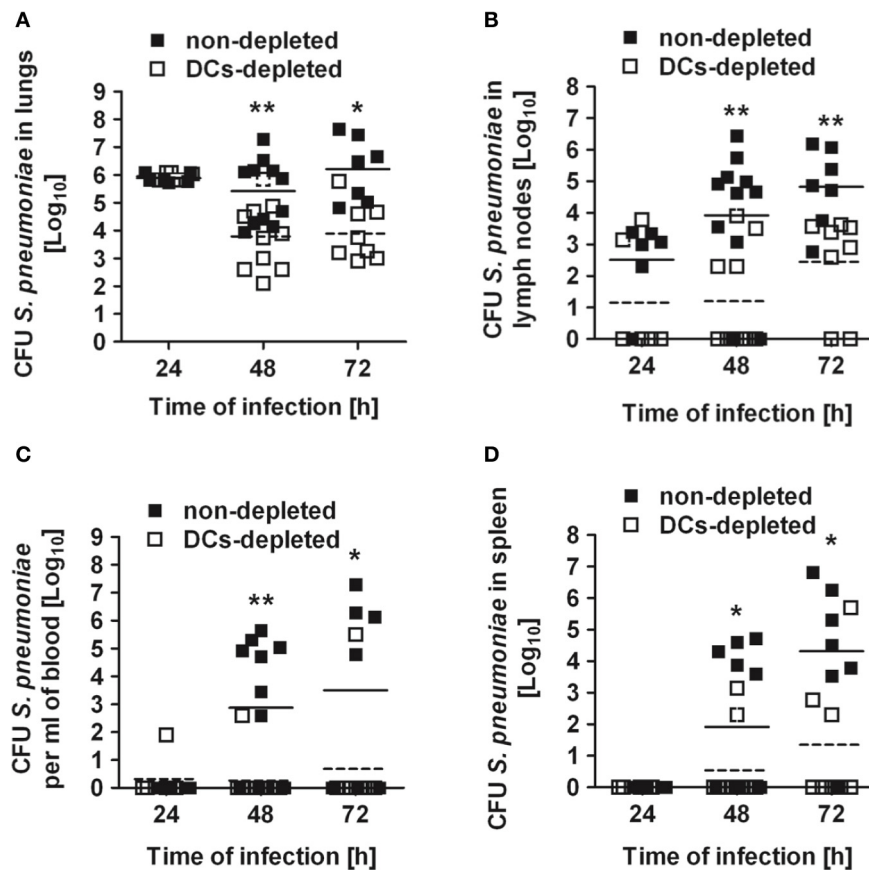 A
non-depleted
DCs-depleted
CFU S. pneumoniae in lungs
[Log10]
9
8
7
6
5
4
3
2
1
0
**
*
24 48 72
Time of infection [h]
B
non-depleted
DCs-depleted
CFU S. pneumoniae in
lymph nodes [Log10]
8
7
6
5
4
3
2
1
0
**
**
24 48 72
Time of infection [h]
C
non-depleted
DCs-depleted
CFU S. pneumoniae
per ml of blood [Log10]
9
8
7
6
5
4
3
2
1
0
**
*
24 48 72
Time of infection [h]
D
non-depleted
DCs-depleted
CFU S. pneumoniae in spleen
[Log10]
8
7
6
5
4
3
2
1
0
*
*
24 48 72
Time of infection [h]